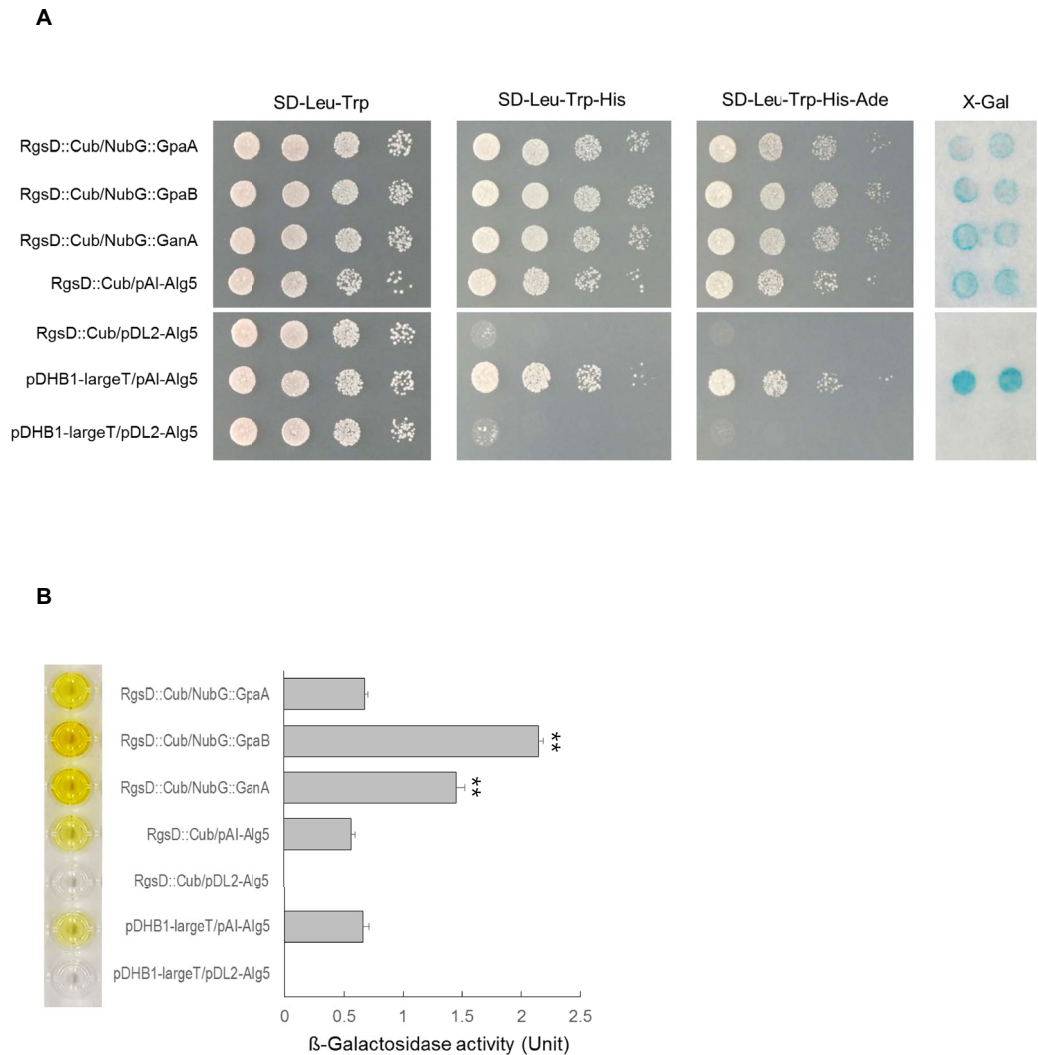 A
SD-Leu-Trp
SD-Leu-Trp-His
SD-Leu-Trp-His-Ade
X-Gal
RgsD::Cub/NubG::GpaA
RgsD::Cub/NubG::GpaB
RgsD::Cub/NubG::GanA
RgsD::Cub/pAI-Alg5
RgsD::Cub/pDL2-Alg5
pDHB1-largeT/pAI-Alg5
pDHB1-largeT/pDL2-Alg5
B
RgsD::Cub/NubG::GpaA
RgsD::Cub/NubG::GpaB
**
RgsD::Cub/NubG::GanA
**
RgsD::Cub/pAI-Alg5
RgsD::Cub/pDL2-Alg5
pDHB1-largeT/pAI-Alg5
pDHB1-largeT/pDL2-Alg5
0 0.5 1 1.5 2 2.5
ß-Galactosidase activity (Unit)